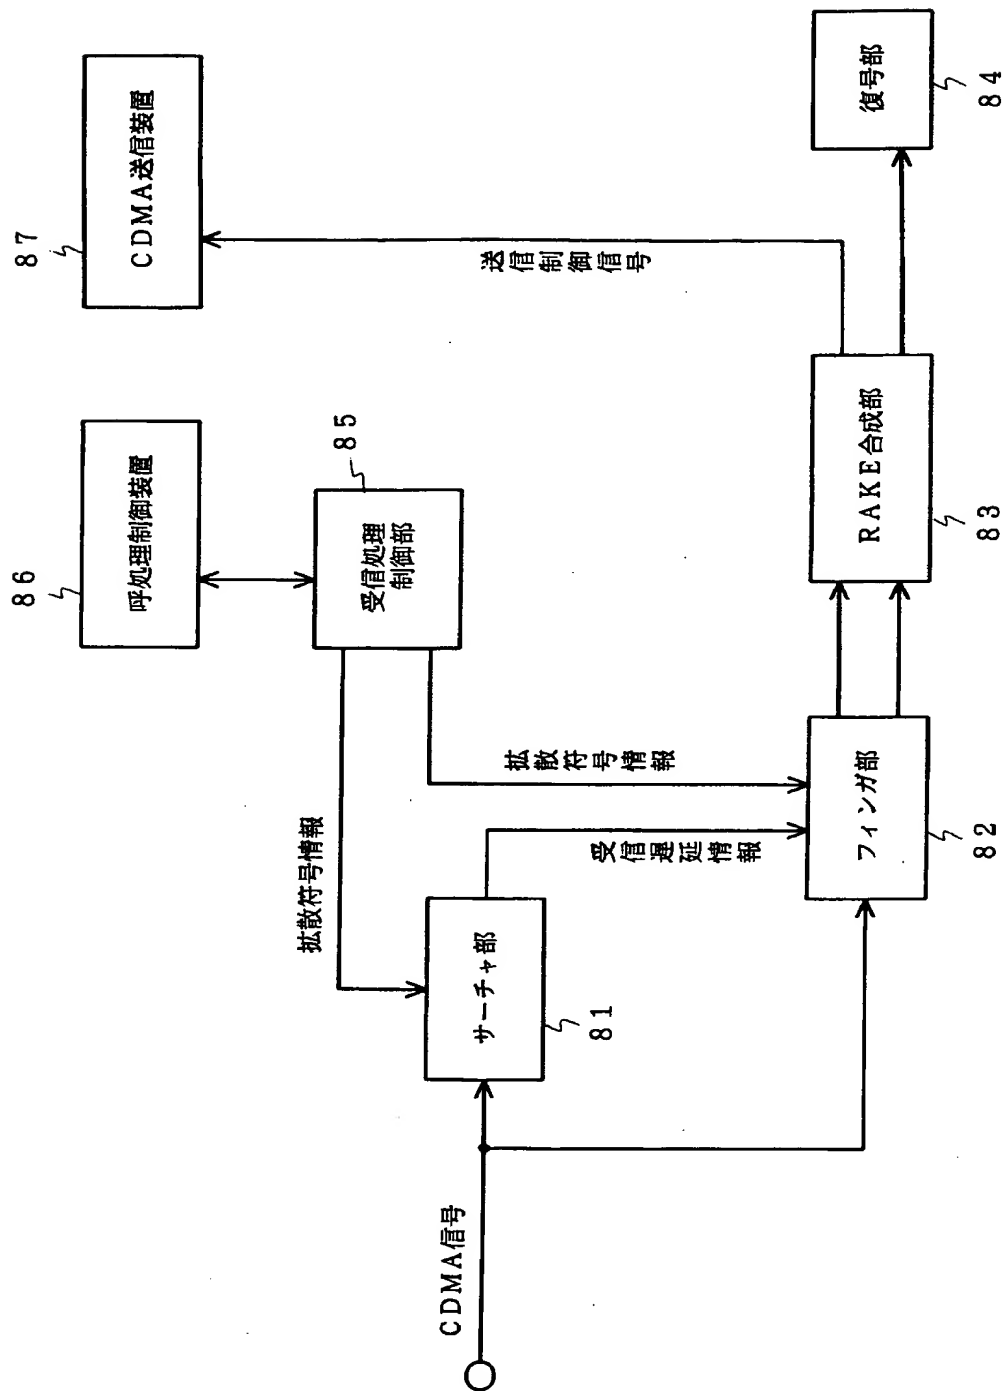 CDMA信号
サーチャ部
81
拡散符号情報
受信遅延情報
拡散符号情報
フィンガ部
82
受信処理
制御部
85
呼処理制御装置
86
RAKE合成部
83
送信制御信号
CDMA送信装置
87
復号部
84